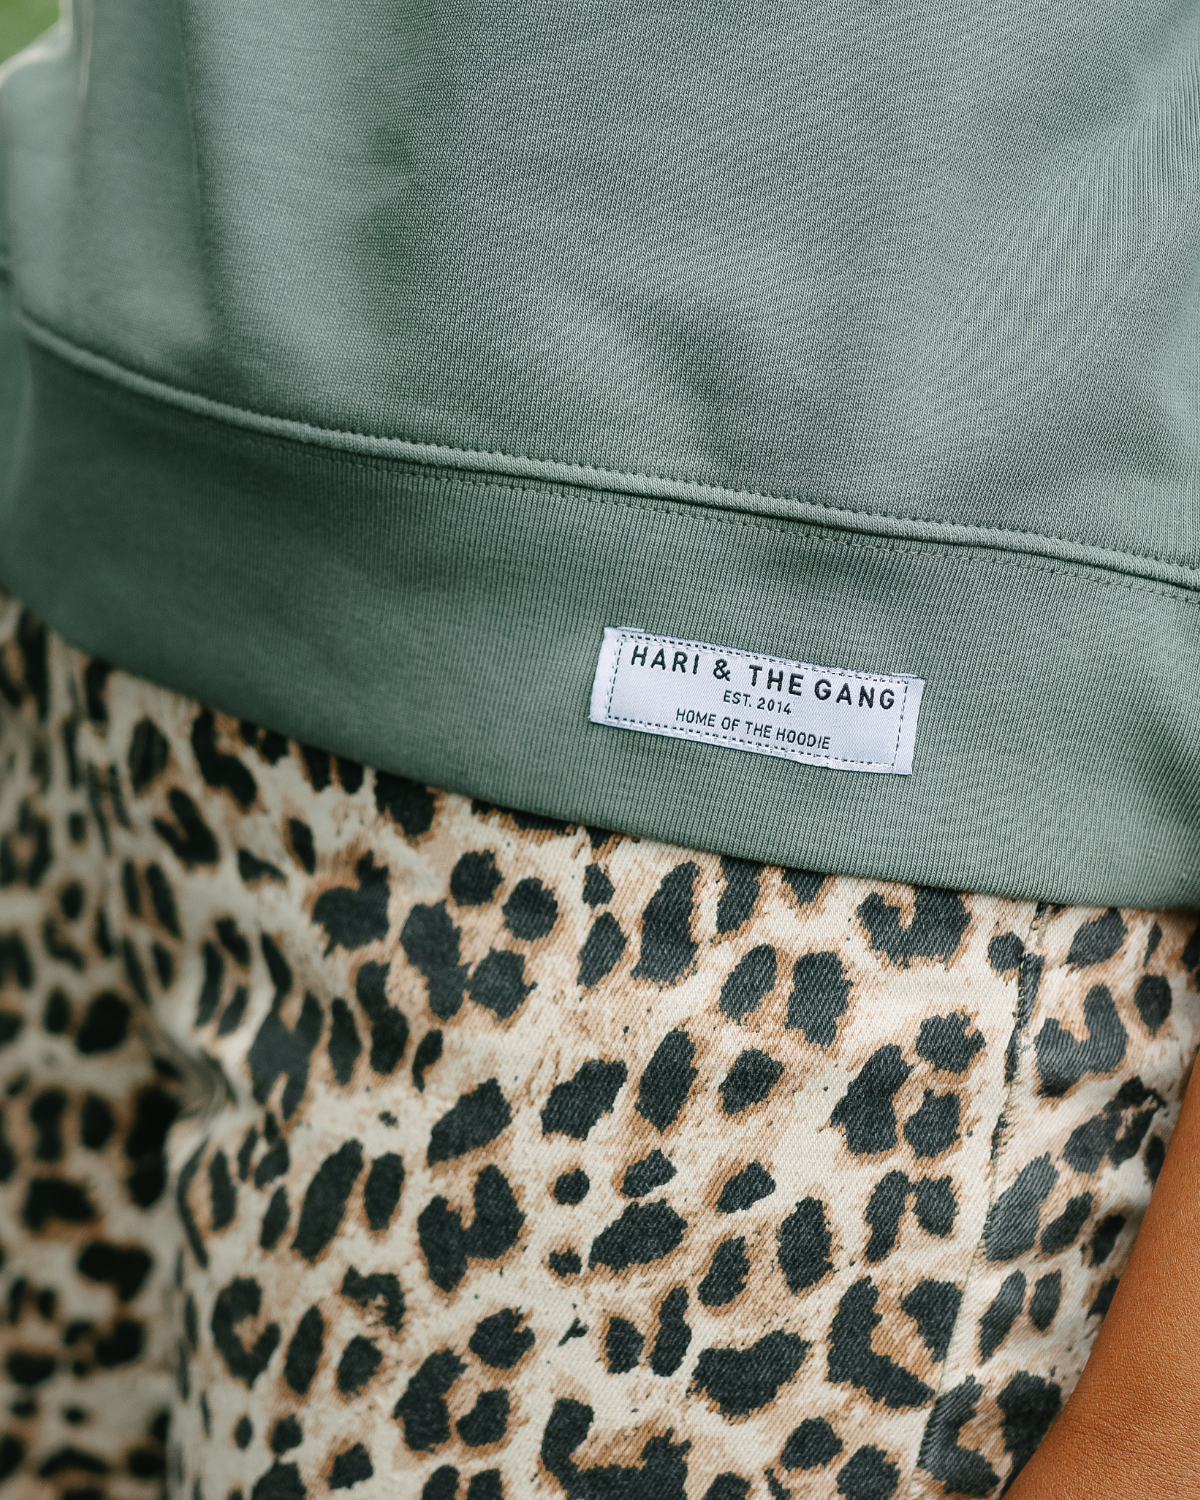 HARI & THE GANG
EST. 2014
HOME OF THE HOODIE